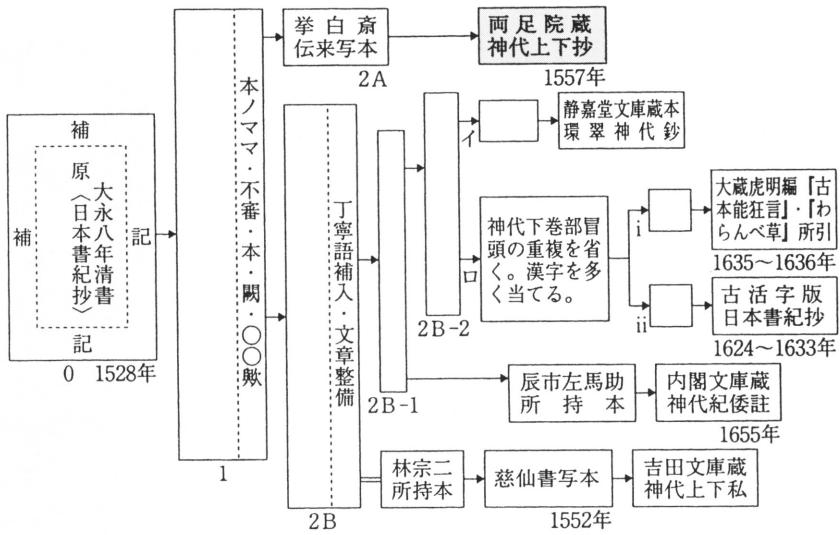 補
原〈日本書紀抄〉
大永八年清書
補
記
記
0 1528年
本ノママ・不審・本・闕・〇〇歟
1
挙白斎
伝来写本
2A
両足院蔵
神代上下抄
1557年
丁寧語補入・文章整備
2B
2B-1
2B-2
イ
静嘉堂文庫蔵本
環翠神代鈔
ロ
神代下巻部冒
頭の重複を省
く。漢字を多
く当てる。
i
大蔵虎明編『古
本能狂言』・『わ
らんべ草』所引
1635〜1636年
ii
古活字版
日本書紀抄
1624〜1633年
辰市左馬助
所持本
内閣文庫蔵
神代紀委註
1655年
林宗二
所持本
慈仙書写本
1552年
吉田文庫蔵
神代上下私